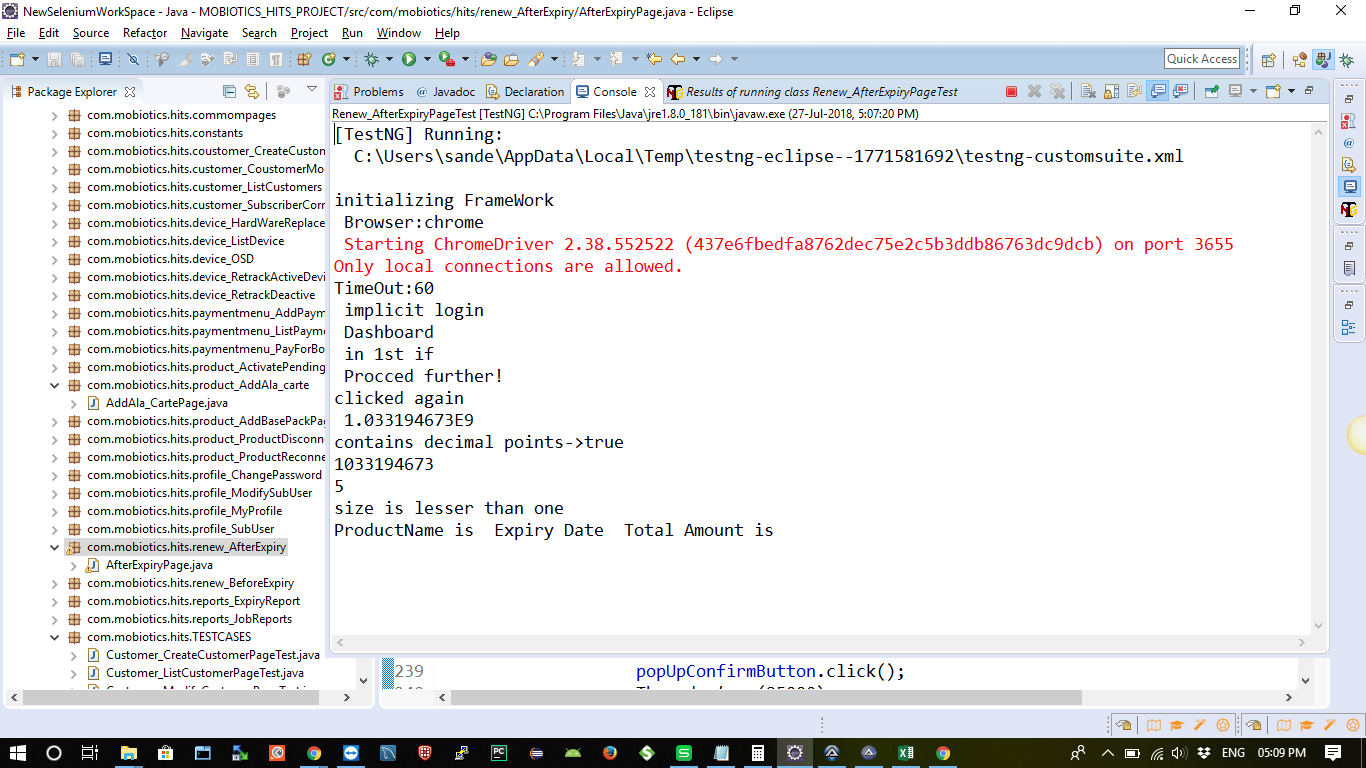 NewSeleniumWorkSpace - Java - MOBIOTICS_HITS_PROJECT/src/com/mobiotics/hits/renew_AfterExpiry/AfterExpiryPage.java - Eclipse
File Edit Source Refactor Navigate Search Project Run Window Help
Quick Access
Package Explorer
com.mobiotics.hits.commompages
com.mobiotics.hits.constants
com.mobiotics.hits.coustomer_CreateCuston
com.mobiotics.hits.customer_CoustomerMo
com.mobiotics.hits.customer_ListCustomers
com.mobiotics.hits.customer_SubscriberCorr
com.mobiotics.hits.device_HardWareReplace
com.mobiotics.hits.device_ListDevice
com.mobiotics.hits.device_OSD
com.mobiotics.hits.device_RetrackActiveDevi
com.mobiotics.hits.device_RetrackDeactive
com.mobiotics.hits.paymentmenu_AddPaym
com.mobiotics.hits.paymentmenu_ListPayme
com.mobiotics.hits.paymentmenu_PayForBo
com.mobiotics.hits.product_ActivatePending
com.mobiotics.hits.product_AddAla_carte
AddAla_CartePage.java
com.mobiotics.hits.product_AddBasePackPa
com.mobiotics.hits.product_ProductDisconn
com.mobiotics.hits.product_ProductReconne
com.mobiotics.hits.profile_ChangePassword
com.mobiotics.hits.profile_ModifySubUser
com.mobiotics.hits.profile_MyProfile
com.mobiotics.hits.profile_SubUser
com.mobiotics.hits.renew_AfterExpiry
AfterExpiryPage.java
com.mobiotics.hits.renew_BeforeExpiry
com.mobiotics.hits.reports_ExpiryReport
com.mobiotics.hits.reports_JobReports
com.mobiotics.hits.TESTCASES
Customer_CreateCustomerPageTest.java
Customer_ListCustomerPageTest.java
Problems @ Javadoc Declaration Console Results of running class Renew_AfterExpiryPageTest
Renew_AfterExpiryPageTest [TestNG] C:\Program Files\Java\jre1.8.0_181\bin\javaw.exe (27-Jul-2018, 5:07:20 PM)
[TestNG] Running:
C:\Users\sande\AppData\Local\Temp\testng-eclipse--1771581692\testng-customsuite.xml
initializing FrameWork
Browser:chrome
Starting ChromeDriver 2.38.552522 (437e6fbedfa8762dec75e2c5b3ddb86763dc9dcb) on port 3655
Only local connections are allowed.
TimeOut:60
implicit login
Dashboard
in 1st if
Procced further!
clicked again
1.033194673E9
contains decimal points->true
1033194673
5
size is lesser than one
ProductName is  Expiry Date  Total Amount is
239 popUpConfirmButton.click();
ENG 05:09 PM